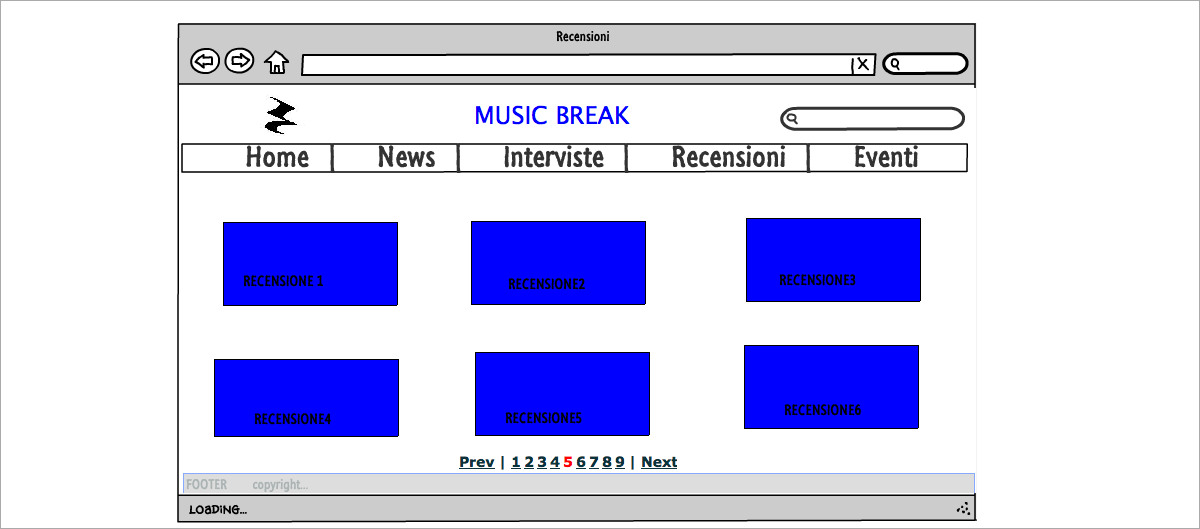 Recensioni
X
MUSIC BREAK
Home News Interviste Recensioni Eventi
RECENSIONE 1 RECENSIONE2 RECENSIONE3
RECENSIONE4 RECENSIONE5 RECENSIONE6
Prev | 1 2 3 4 5 6 7 8 9 | Next
FOOTER copyright...
LOADING...